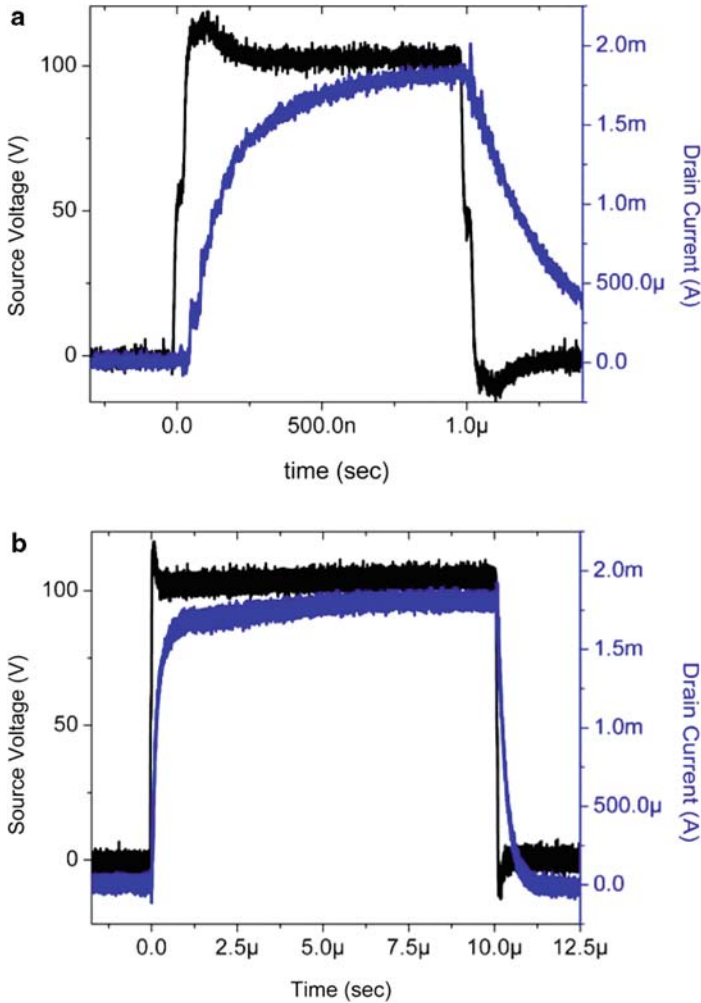 a
Source Voltage (V)
100
50
0
2.0m
1.5m
1.0m
500.0µ
0.0
Drain Current (A)
0.0
500.0n
1.0µ
time (sec)
b
Source Voltage (V)
100
50
0
2.0m
1.5m
1.0m
500.0µ
0.0
Drain Current (A)
0.0
2.5µ
5.0µ
7.5µ
10.0µ
12.5µ
Time (sec)